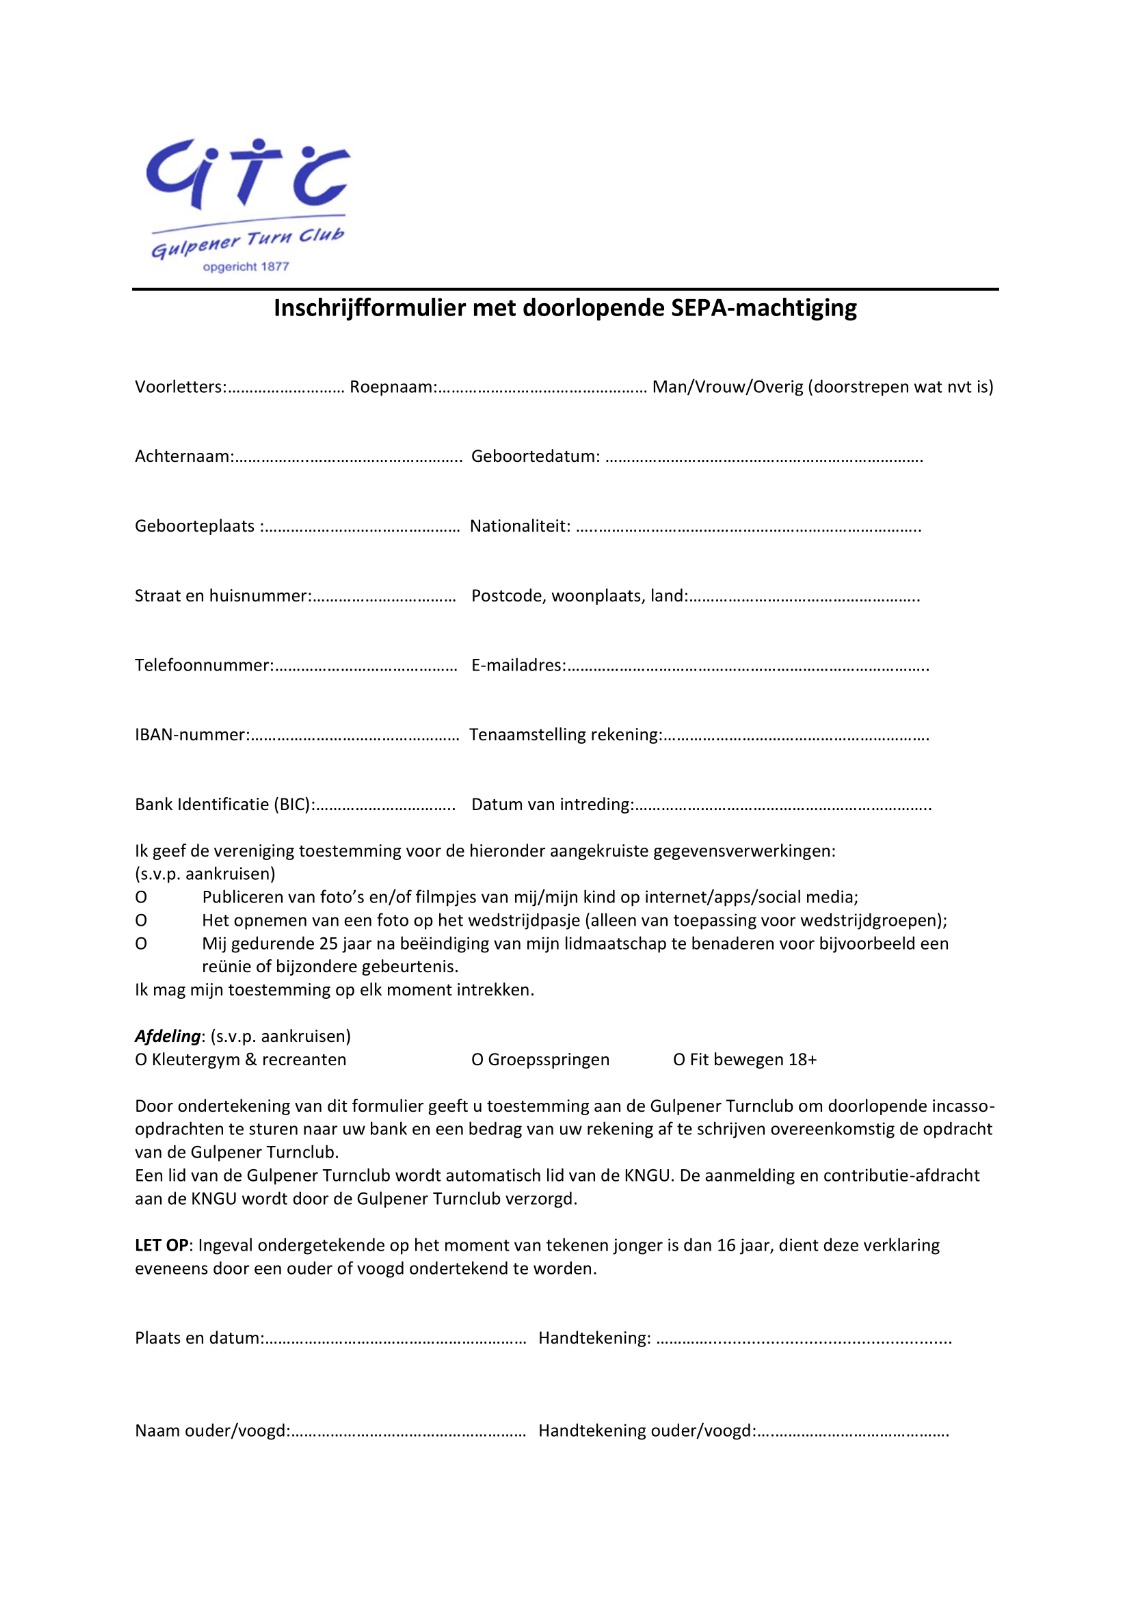 GTC
Gulpener Turn Club
opgericht 1877
Inschrijfformulier met doorlopende SEPA-machtiging
Voorletters:……………………… Roepnaam:………………………………………… Man/Vrouw/Overig (doorstrepen wat nvt is)
Achternaam:……………..…………………………….. Geboortedatum: ……………………………………………………………….
Geboorteplaats :……………………………………… Nationaliteit: …..………………………………………………………………..
Straat en huisnummer:…………………………… Postcode, woonplaats, land:……………………………………………..
Telefoonnummer:…………………………………… E-mailadres:………………………………………………………………………..
IBAN-nummer:………………………………………… Tenaamstelling rekening:…………………………………………………….
Bank Identificatie (BIC):………………………….. Datum van intreding:…………………………………………………………..
Ik geef de vereniging toestemming voor de hieronder aangekruiste gegevensverwerkingen:
(s.v.p. aankruisen)
O Publiceren van foto’s en/of filmpjes van mij/mijn kind op internet/apps/social media;
O Het opnemen van een foto op het wedstrijdpasje (alleen van toepassing voor wedstrijdgroepen);
O Mij gedurende 25 jaar na beëindiging van mijn lidmaatschap te benaderen voor bijvoorbeeld een
reünie of bijzondere gebeurtenis.
Ik mag mijn toestemming op elk moment intrekken.
Afdeling: (s.v.p. aankruisen)
O Kleutergym & recreanten O Groepsspringen O Fit bewegen 18+
Door ondertekening van dit formulier geeft u toestemming aan de Gulpener Turnclub om doorlopende incasso-
opdrachten te sturen naar uw bank en een bedrag van uw rekening af te schrijven overeenkomstig de opdracht
van de Gulpener Turnclub.
Een lid van de Gulpener Turnclub wordt automatisch lid van de KNGU. De aanmelding en contributie-afdracht
aan de KNGU wordt door de Gulpener Turnclub verzorgd.
LET OP: Ingeval ondergetekende op het moment van tekenen jonger is dan 16 jaar, dient deze verklaring
eveneens door een ouder of voogd ondertekend te worden.
Plaats en datum:…………………………………………………… Handtekening: …………..................................................
Naam ouder/voogd:……………………………………………… Handtekening ouder/voogd:….………………………………….